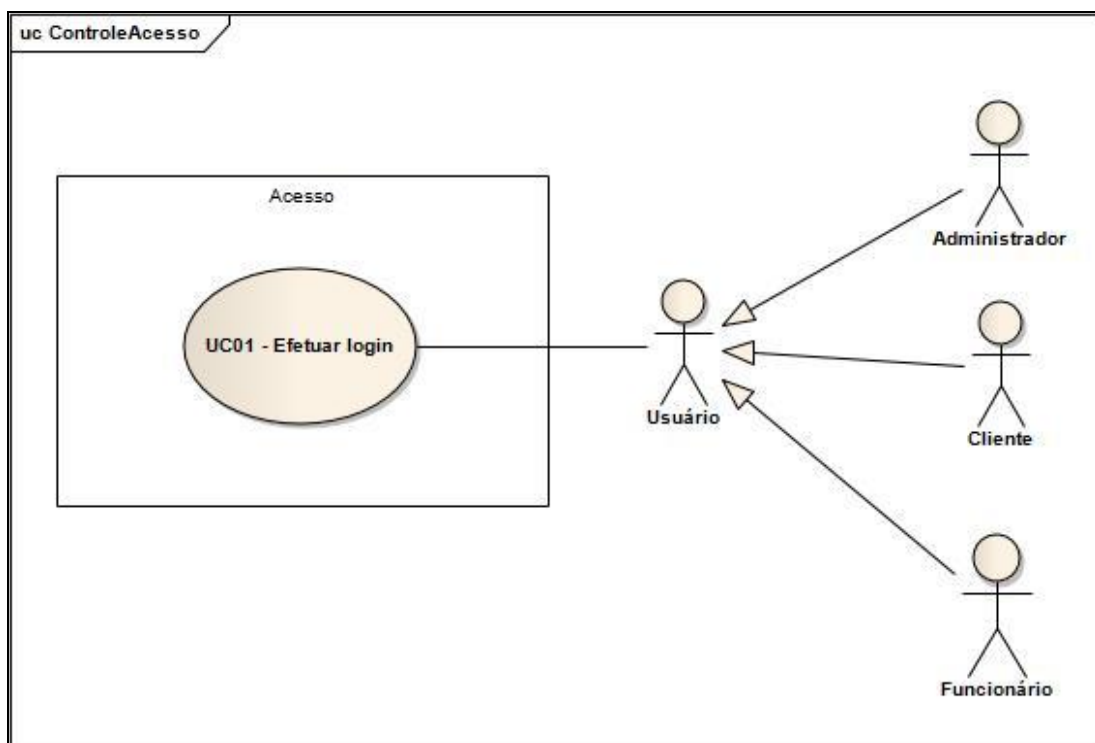 uc ControleAcesso
Acesso
UC01 - Efetuar login
Usuário
Administrador
Cliente
Funcionário